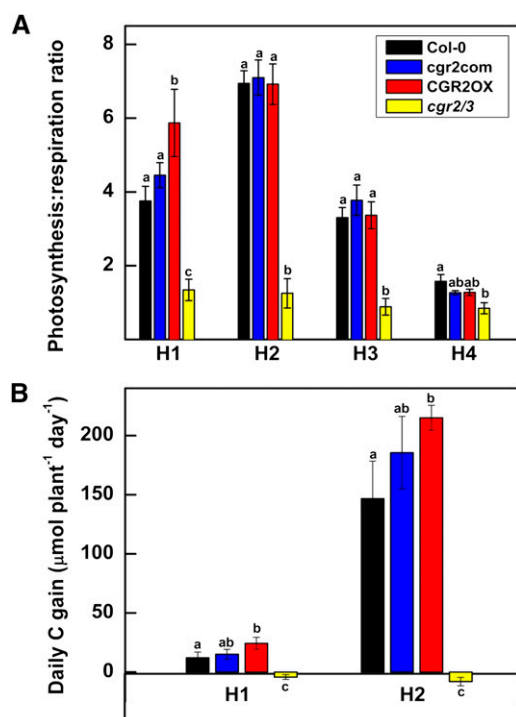 A
Photosynthesis:respiration ratio
8
6
4
2
Col-0
cgr2com
CGR2OX
cgr2/3
a a b c
a a a b
a a a b
a ab ab b
H1 H2 H3 H4
B
Daily C gain (μmol plant⁻¹ day⁻¹)
200
150
100
50
0
a ab b c
a ab b c
H1 H2